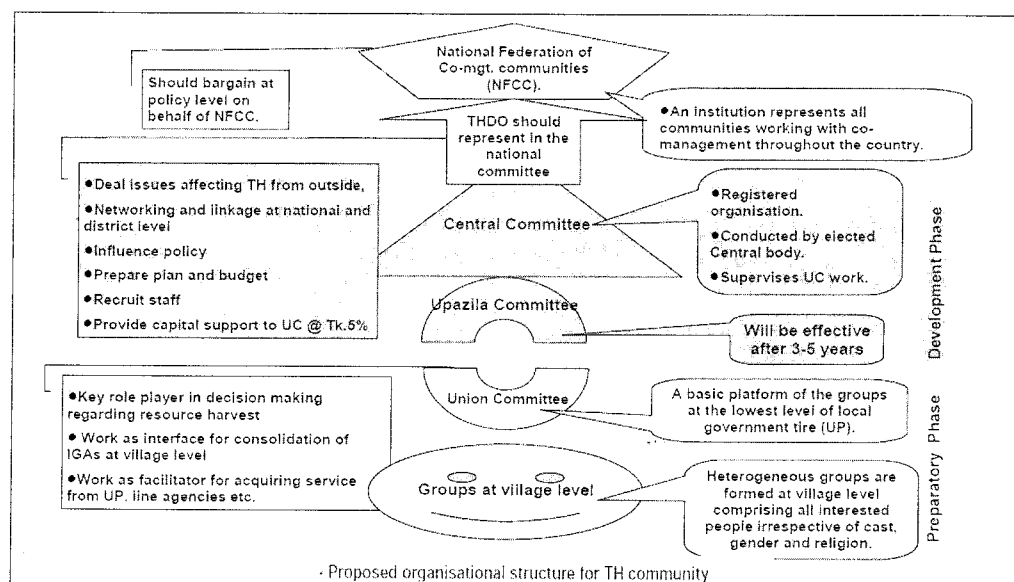 National Federation of
Co-mgt. communities
(NFCC).
Should bargain at
policy level on
behalf of NFCC.
●An institution represents all
communities working with co-
management throughout the country.
THDO should
represent in the
national
committee
●Deal issues affecting TH from outside,
●Networking and linkage at national and
district level
●Influence policy
●Prepare plan and budget
●Recruit staff
●Provide capital support to UC @ Tk.5%
Central Committee
●Registered
organisation.
●Conducted by elected
Central body.
●Supervises UC work.
Upazila Committee
Will be effective
after 3-5 years
Development Phase
●Key role player in decision making
regarding resource harvest
● Work as interface for consolidation of
IGAs at village level
●Work as facilitator for acquiring service
from UP, line agencies etc.
Union Committee
A basic platform of the groups
at the lowest level of local
government tire (UP).
Groups at village level
Heterogeneous groups are
formed at village level
comprising all interested
people irrespective of cast,
gender and religion.
Preparatory Phase
- Proposed organisational structure for TH community